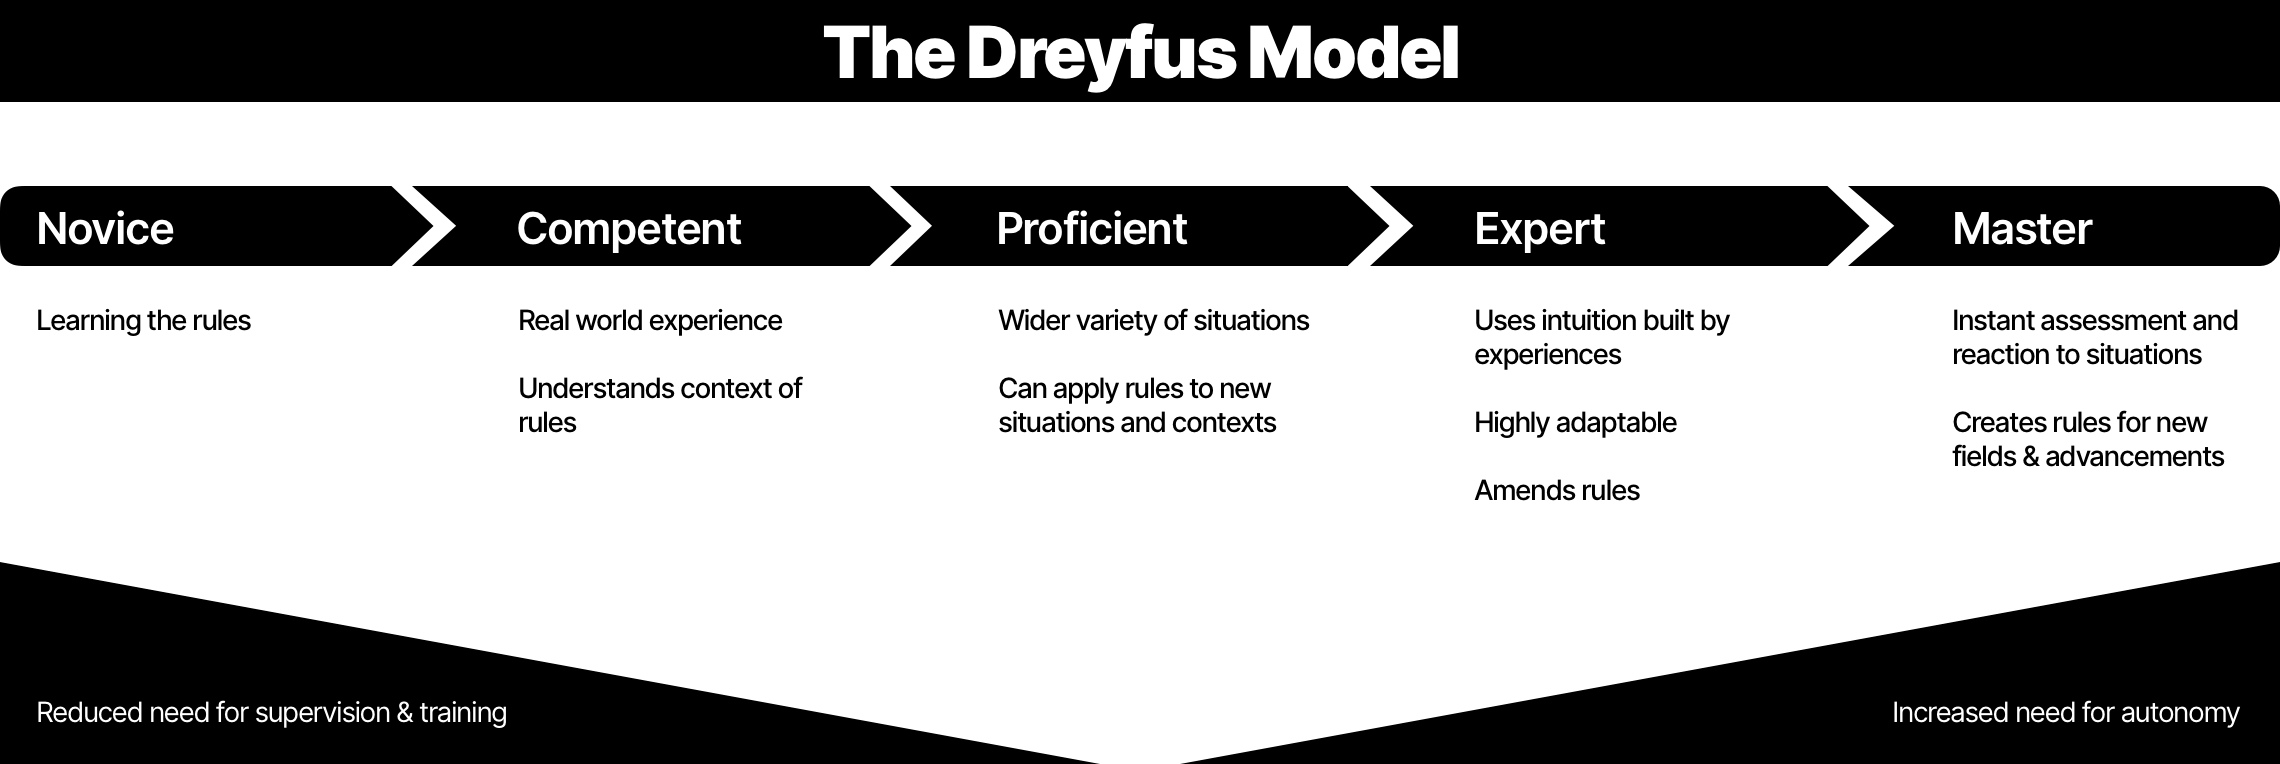 The Dreyfus Model
Novice
Competent
Proficient
Expert
Master
Learning the rules
Real world experience
Understands context of
rules
Wider variety of situations
Can apply rules to new
situations and contexts
Uses intuition built by
experiences
Highly adaptable
Amends rules
Instant assessment and
reaction to situations
Creates rules for new
fields & advancements
Reduced need for supervision & training
Increased need for autonomy